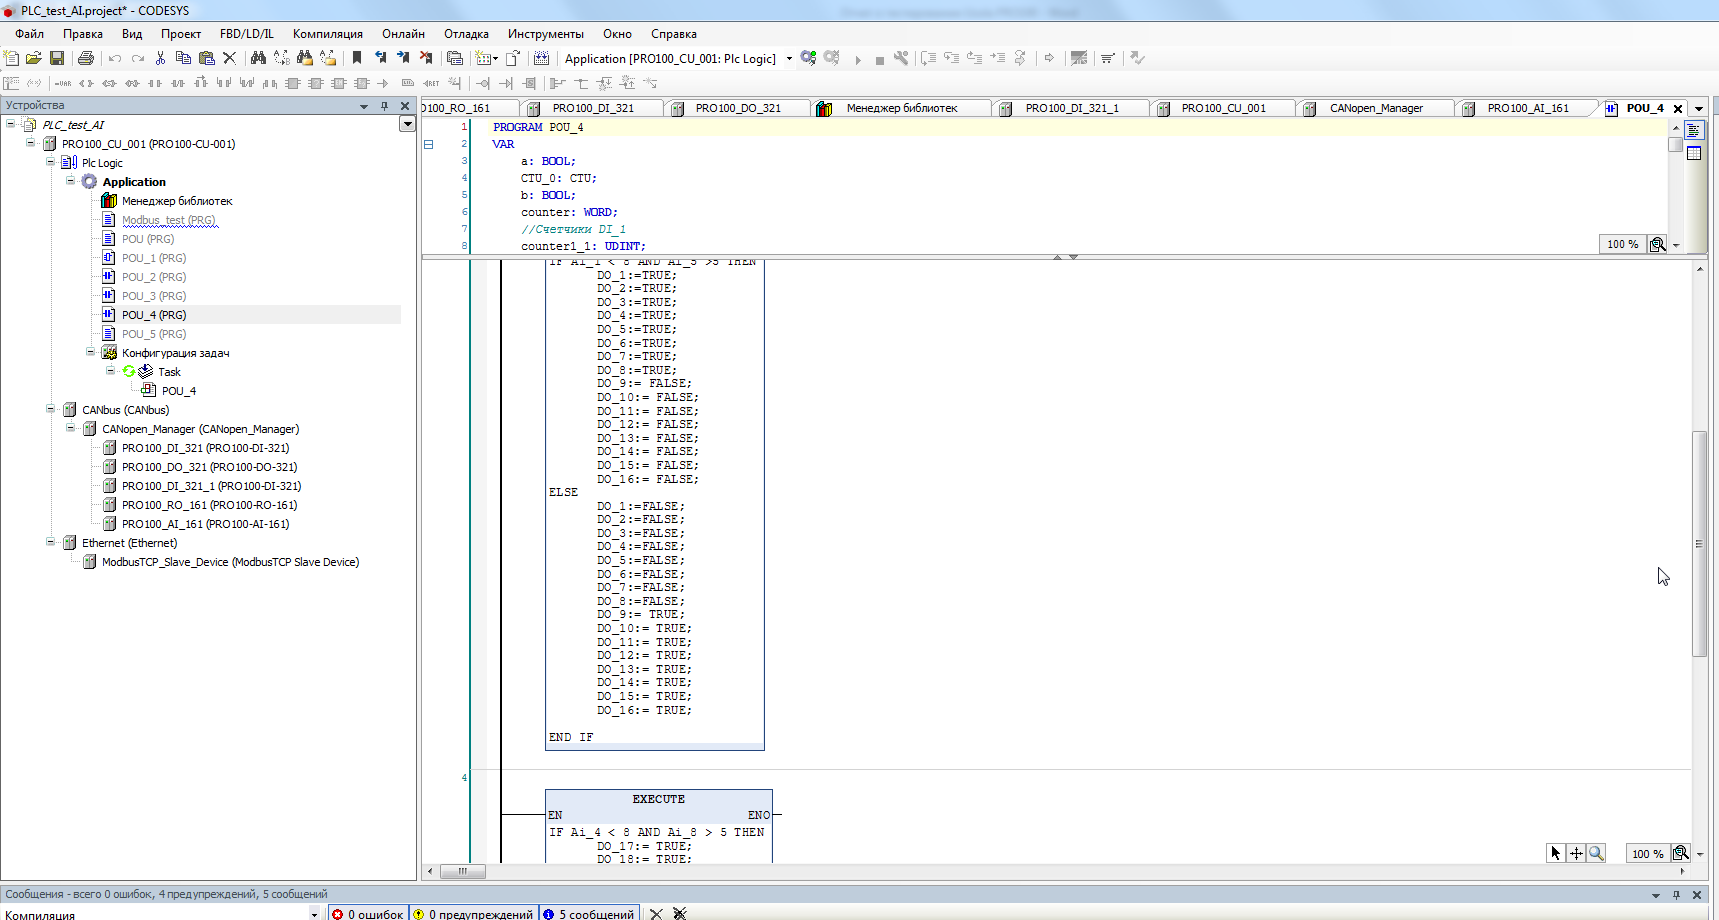 PLC_test_AI.project* - CODESYS
Файл Правка Вид Проект FBD/LD/IL Компиляция Онлайн Отладка Инструменты Окно Справка
Application [PRO100_CU_001: Plc Logic]
Устройства
PLC_test_AI
PRO100_CU_001 (PRO100-CU-001)
Plc Logic
Application
Менеджер библиотек
Modbus_test (PRG)
POU (PRG)
POU_1 (PRG)
POU_2 (PRG)
POU_3 (PRG)
POU_4 (PRG)
POU_5 (PRG)
Конфигурация задач
Task
POU_4
CANbus (CANbus)
CANopen_Manager (CANopen_Manager)
PRO100_DI_321 (PRO100-DI-321)
PRO100_DO_321 (PRO100-DO-321)
PRO100_DI_321_1 (PRO100-DI-321)
PRO100_RO_161 (PRO100-RO-161)
PRO100_AI_161 (PRO100-AI-161)
Ethernet (Ethernet)
ModbusTCP_Slave_Device (ModbusTCP Slave Device)
O100_RO_161 PRO100_DI_321 PRO100_DO_321 Менеджер библиотек PRO100_DI_321_1 PRO100_CU_001 CANopen_Manager PRO100_AI_161 POU_4
1 PROGRAM POU_4
2 VAR
3 a: BOOL;
4 CTU_0: CTU;
5 b: BOOL;
6 counter: WORD;
7 //Счетчики DI_1
8 counter1_1: UDINT;
100 %
IF Ai_1 < 8 AND Ai_5 >5 THEN
DO_1:=TRUE;
DO_2:=TRUE;
DO_3:=TRUE;
DO_4:=TRUE;
DO_5:=TRUE;
DO_6:=TRUE;
DO_7:=TRUE;
DO_8:=TRUE;
DO_9:= FALSE;
DO_10:= FALSE;
DO_11:= FALSE;
DO_12:= FALSE;
DO_13:= FALSE;
DO_14:= FALSE;
DO_15:= FALSE;
DO_16:= FALSE;
ELSE
DO_1:=FALSE;
DO_2:=FALSE;
DO_3:=FALSE;
DO_4:=FALSE;
DO_5:=FALSE;
DO_6:=FALSE;
DO_7:=FALSE;
DO_8:=FALSE;
DO_9:= TRUE;
DO_10:= TRUE;
DO_11:= TRUE;
DO_12:= TRUE;
DO_13:= TRUE;
DO_14:= TRUE;
DO_15:= TRUE;
DO_16:= TRUE;
END IF
4
EXECUTE
EN ENO
IF Ai_4 < 8 AND Ai_8 > 5 THEN
DO_17:= TRUE;
DO_18:= TRUE;
100 %
Сообщения - всего 0 ошибок, 4 предупреждений, 5 сообщений
Компиляция 0 ошибок 0 предупреждений 5 сообщений